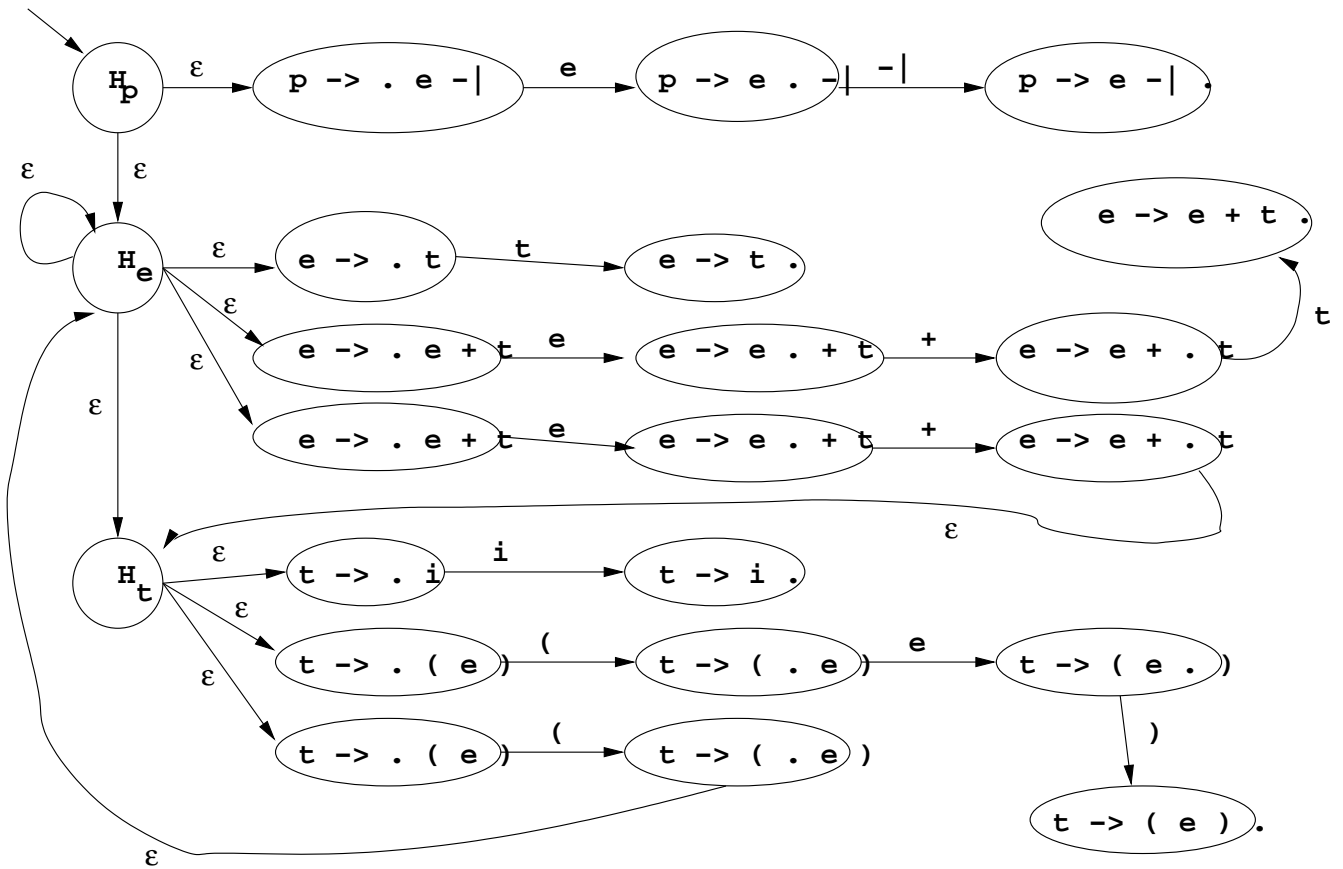 Hp ε p -> . e -| e p -> e . -| -| p -> e -| .
ε ε
e -> e + t .
He ε e -> . t t e -> t .
ε t
e -> . e + t e e -> e . + t + e -> e + . t
ε
ε e -> . e + t e e -> e . + t + e -> e + . t
ε
Ht ε t -> . i i t -> i .
ε
t -> . ( e ) ( t -> ( . e ) e t -> ( e . )
ε
t -> . ( e ) ( t -> ( . e ) )
t -> ( e ) .
ε